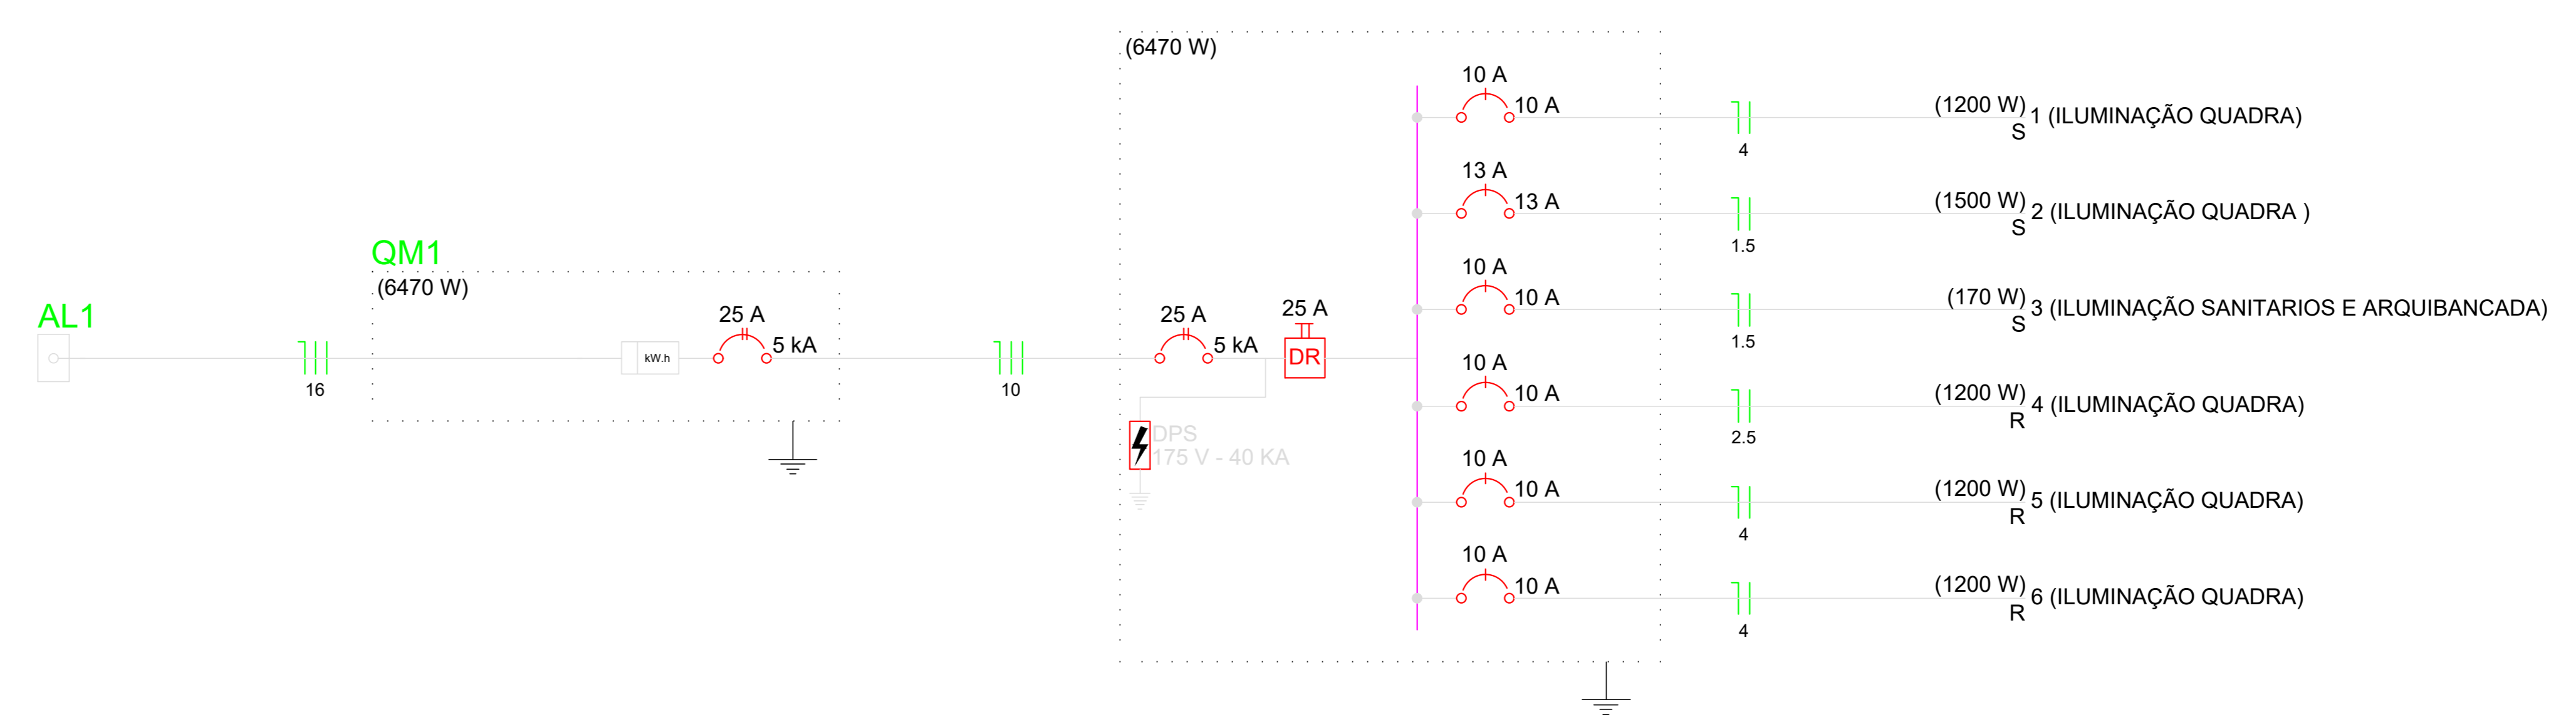 AL1
16
QM1
(6470 W)
kW.h
25 A
5 kA
10
(6470 W)
25 A
5 kA
25 A
DR
DPS
175 V - 40 KA
10 A
10 A
4
(1200 W)
S
1 (ILUMINAÇÃO QUADRA)
13 A
13 A
1.5
(1500 W)
S
2 (ILUMINAÇÃO QUADRA )
10 A
10 A
1.5
(170 W)
S
3 (ILUMINAÇÃO SANITARIOS E ARQUIBANCADA)
10 A
10 A
2.5
(1200 W)
R
4 (ILUMINAÇÃO QUADRA)
10 A
10 A
4
(1200 W)
R
5 (ILUMINAÇÃO QUADRA)
10 A
10 A
4
(1200 W)
R
6 (ILUMINAÇÃO QUADRA)